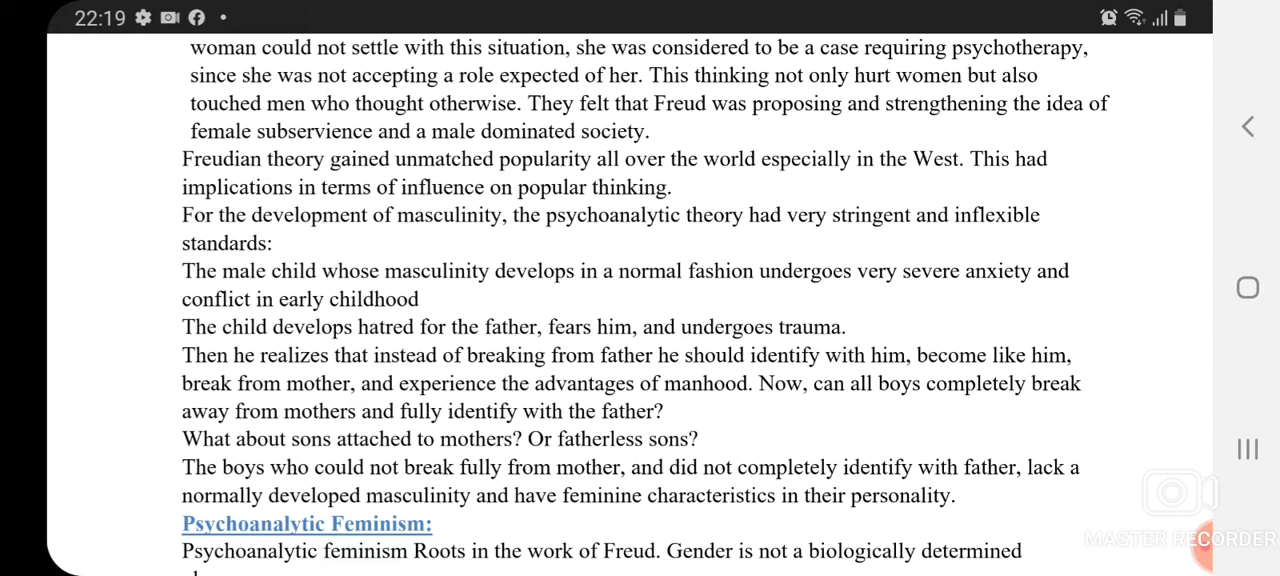 22:19
woman could not settle with this situation, she was considered to be a case requiring psychotherapy,
since she was not accepting a role expected of her. This thinking not only hurt women but also
touched men who thought otherwise. They felt that Freud was proposing and strengthening the idea of
female subservience and a male dominated society.
Freudian theory gained unmatched popularity all over the world especially in the West. This had
implications in terms of influence on popular thinking.
For the development of masculinity, the psychoanalytic theory had very stringent and inflexible
standards:
The male child whose masculinity develops in a normal fashion undergoes very severe anxiety and
conflict in early childhood
The child develops hatred for the father, fears him, and undergoes trauma.
Then he realizes that instead of breaking from father he should identify with him, become like him,
break from mother, and experience the advantages of manhood. Now, can all boys completely break
away from mothers and fully identify with the father?
What about sons attached to mothers? Or fatherless sons?
The boys who could not break fully from mother, and did not completely identify with father, lack a
normally developed masculinity and have feminine characteristics in their personality.
Psychoanalytic Feminism:
Psychoanalytic feminism Roots in the work of Freud. Gender is not a biologically determined
MASTER RECORDER